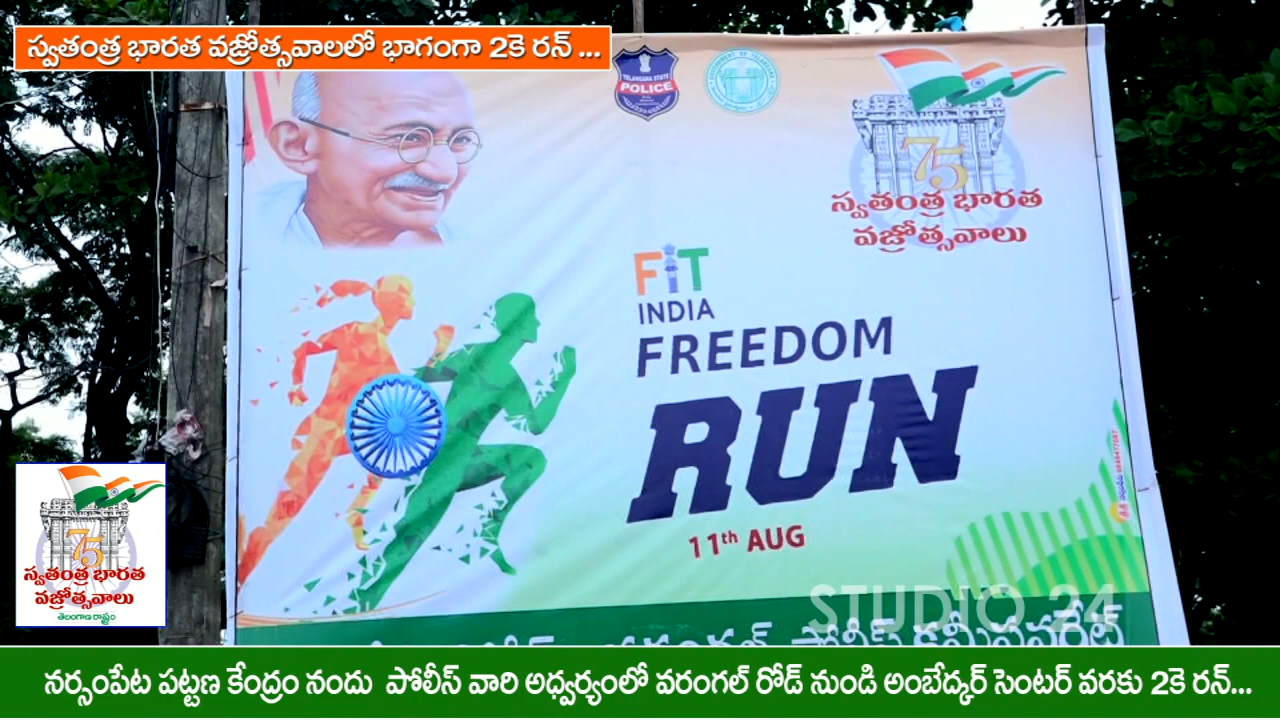 స్వతంత్ర భారత వజ్రోత్సవాలలో భాగంగా 2కె రన్ ...
TELANGANA STATE
POLICE
75
స్వతంత్ర భారత
వజ్రోత్సవాలు
FIT
INDIA
FREEDOM
RUN
11th AUG
STUDIO 24
పోలీస్ కమీషనరేట్
75
స్వతంత్ర భారత
వజ్రోత్సవాలు
తెలంగాణ రాష్ట్రం
నర్సంపేట పట్టణ కేంద్రం నందు పోలీస్ వారి అధ్వర్యంలో వరంగల్ రోడ్ నుండి అంబేద్కర్ సెంటర్ వరకు 2కె రన్...